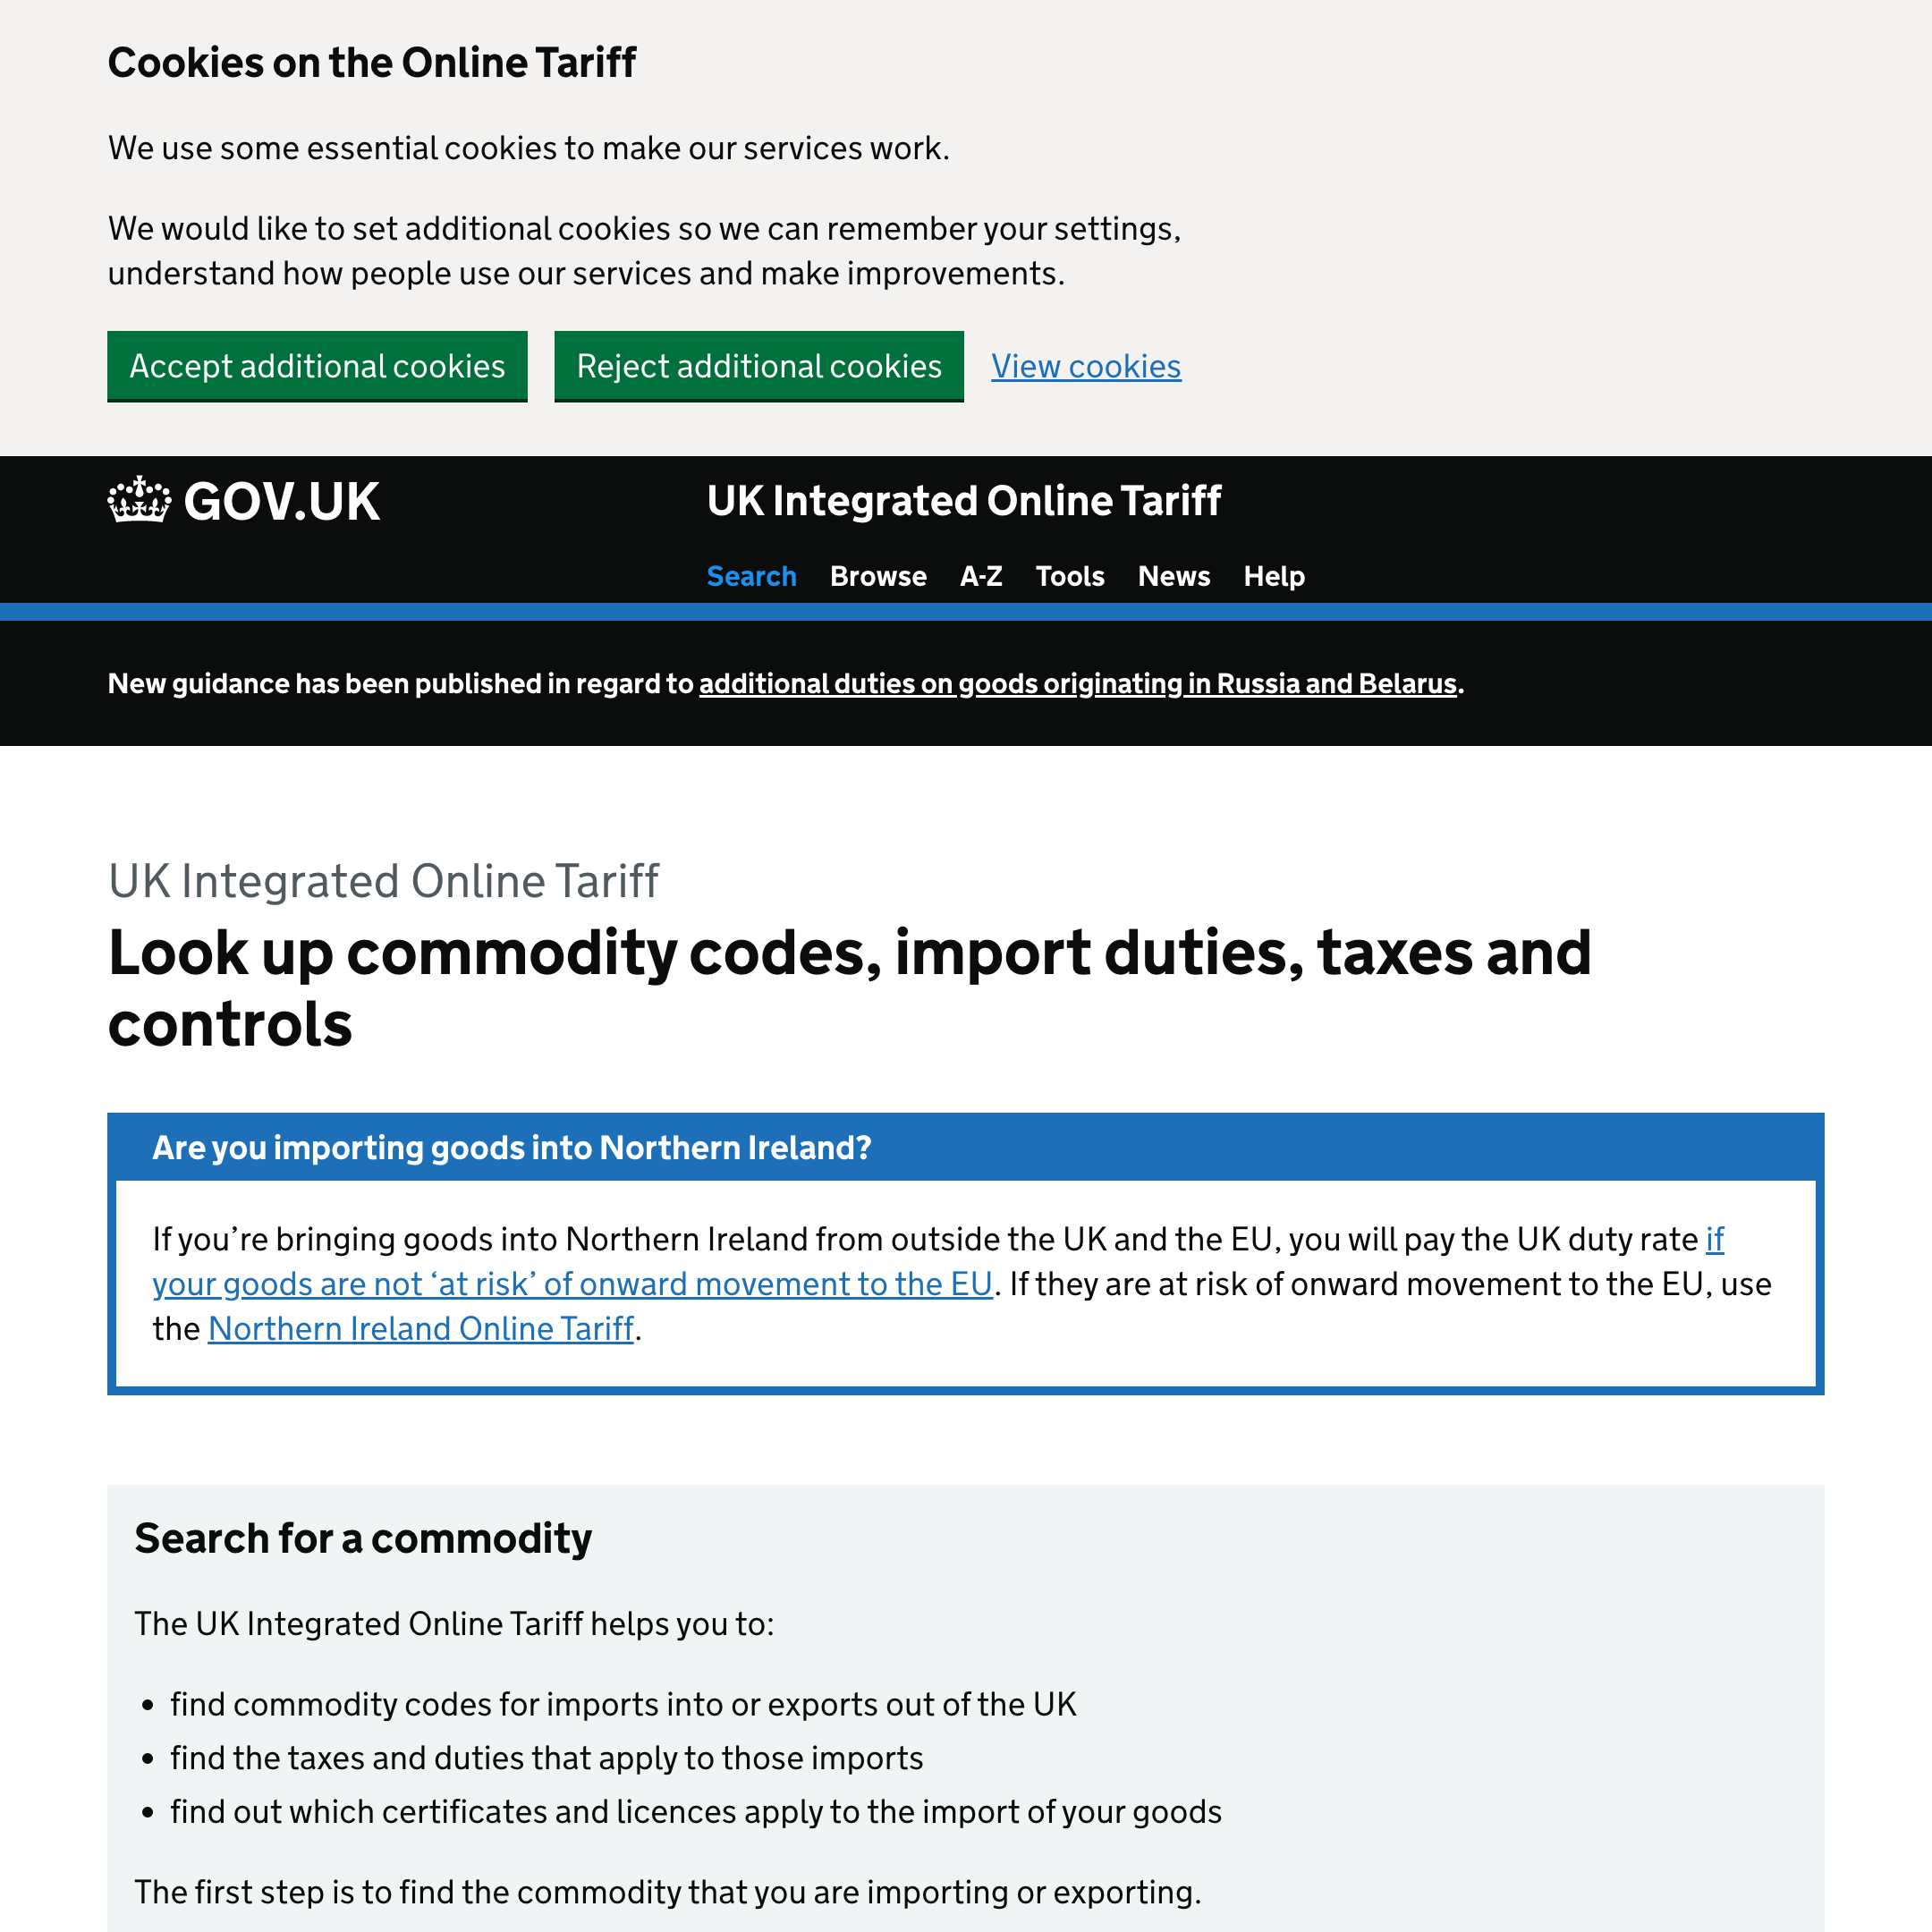 Cookies on the Online Tariff
We use some essential cookies to make our services work.
We would like to set additional cookies so we can remember your settings,
understand how people use our services and make improvements.
Accept additional cookies Reject additional cookies View cookies
GOV.UK UK Integrated Online Tariff
Search Browse A-Z Tools News Help
New guidance has been published in regard to additional duties on goods originating in Russia and Belarus.
UK Integrated Online Tariff
Look up commodity codes, import duties, taxes and
controls
Are you importing goods into Northern Ireland?
If you’re bringing goods into Northern Ireland from outside the UK and the EU, you will pay the UK duty rate if
your goods are not ‘at risk’ of onward movement to the EU. If they are at risk of onward movement to the EU, use
the Northern Ireland Online Tariff.
Search for a commodity
The UK Integrated Online Tariff helps you to:
• find commodity codes for imports into or exports out of the UK
• find the taxes and duties that apply to those imports
• find out which certificates and licences apply to the import of your goods
The first step is to find the commodity that you are importing or exporting.